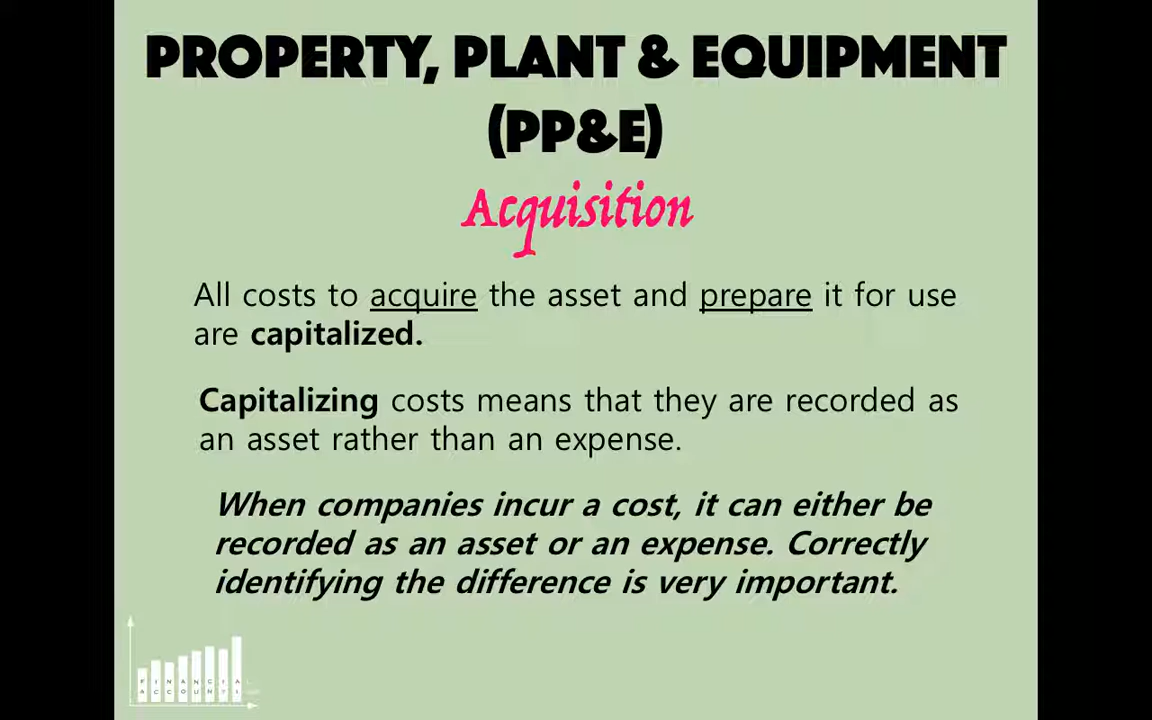 PROPERTY, PLANT & EQUIPMENT
(PP&E)
Acquisition
All costs to acquire the asset and prepare it for use
are capitalized.
Capitalizing costs means that they are recorded as
an asset rather than an expense.
When companies incur a cost, it can either be
recorded as an asset or an expense. Correctly
identifying the difference is very important.
FINANCIAL
ACCOUNTI